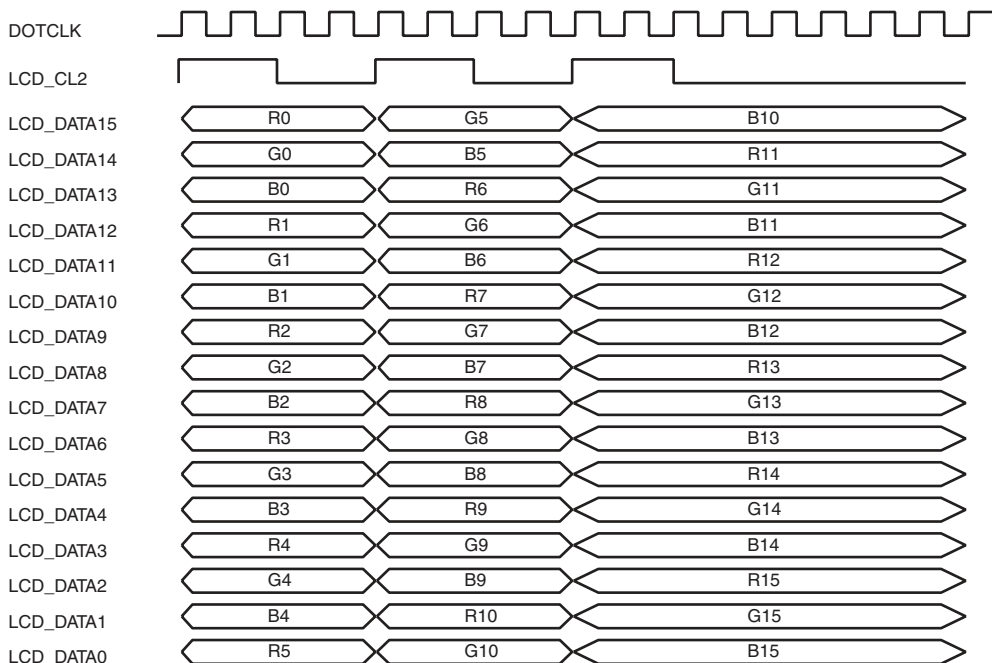 DOTCLK
LCD_CL2
LCD_DATA15 R0 G5 B10
LCD_DATA14 G0 B5 R11
LCD_DATA13 B0 R6 G11
LCD_DATA12 R1 G6 B11
LCD_DATA11 G1 B6 R12
LCD_DATA10 B1 R7 G12
LCD_DATA9 R2 G7 B12
LCD_DATA8 G2 B7 R13
LCD_DATA7 B2 R8 G13
LCD_DATA6 R3 G8 B13
LCD_DATA5 G3 B8 R14
LCD_DATA4 B3 R9 G14
LCD_DATA3 R4 G9 B14
LCD_DATA2 G4 B9 R15
LCD_DATA1 B4 R10 G15
LCD_DATA0 R5 G10 B15